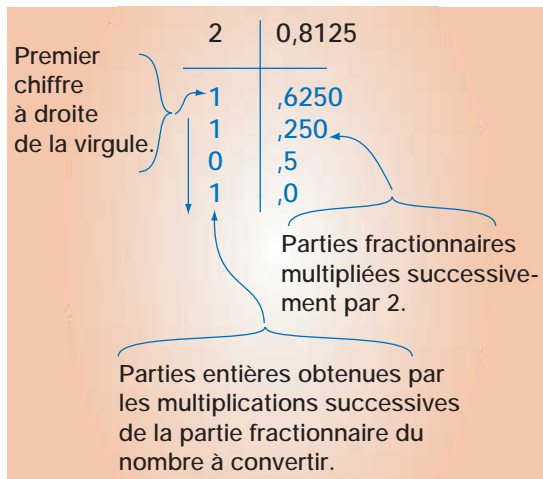 2 0,8125
Premier
chiffre
à droite
de la virgule.
1 ,6250
1 ,250
0 ,5
1 ,0
Parties fractionnaires
multipliées successive-
ment par 2.
Parties entières obtenues par
les multiplications successives
de la partie fractionnaire du
nombre à convertir.